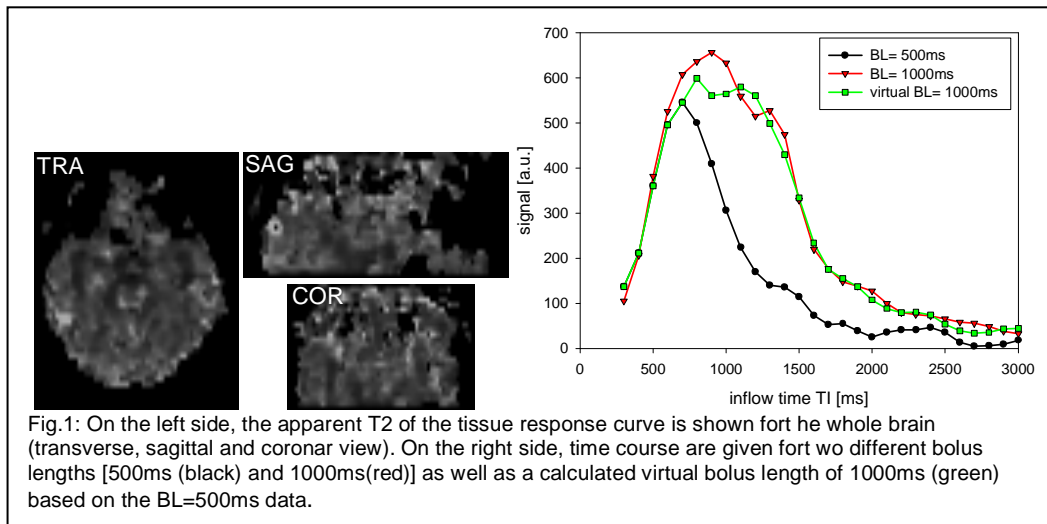 TRA
SAG
COR
700
600
500
400
300
200
100
0
signal [a.u.]
0 500 1000 1500 2000 2500 3000
inflow time TI [ms]
BL= 500ms
BL= 1000ms
virtual BL= 1000ms
Fig.1: On the left side, the apparent T2 of the tissue response curve is shown fort he whole brain
(transverse, sagittal and coronar view). On the right side, time course are given fort wo different bolus
lengths [500ms (black) and 1000ms(red)] as well as a calculated virtual bolus length of 1000ms (green)
based on the BL=500ms data.